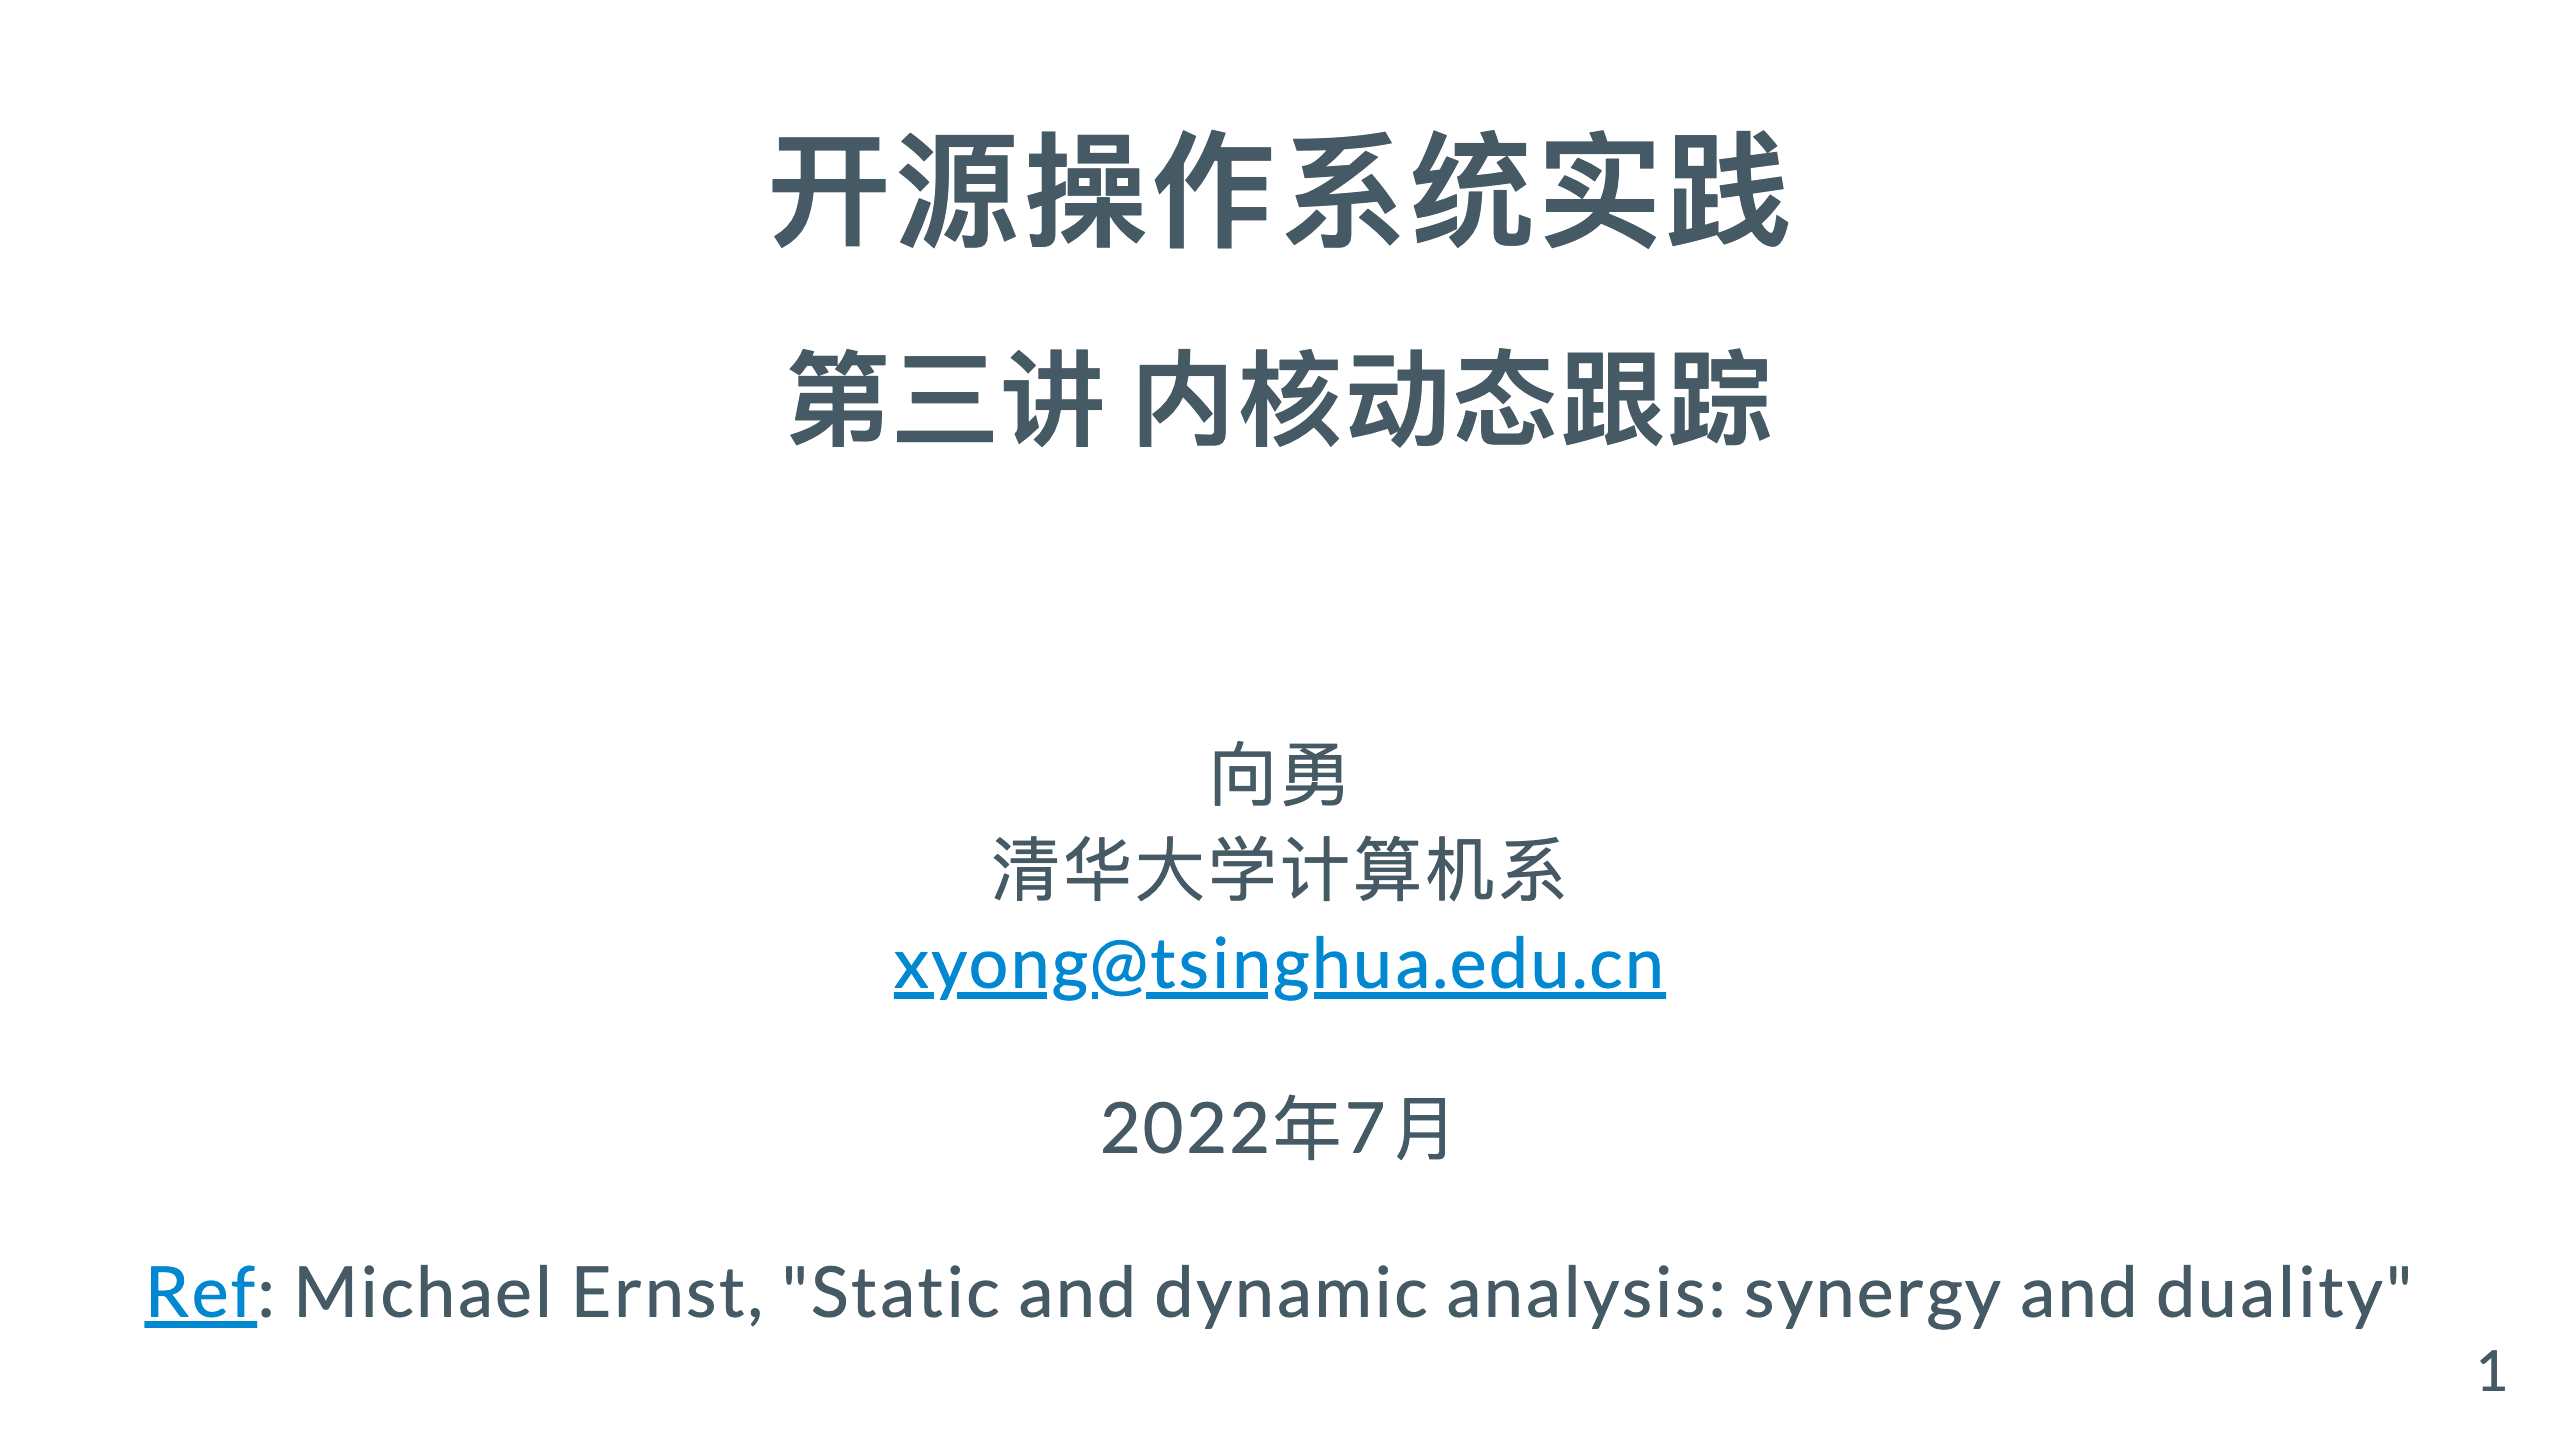 开源操作系统实践
第三讲 内核动态跟踪
向勇
清华大学计算机系
xyong@tsinghua.edu.cn
2022年7月
Ref: Michael Ernst, "Static and dynamic analysis: synergy and duality"
1